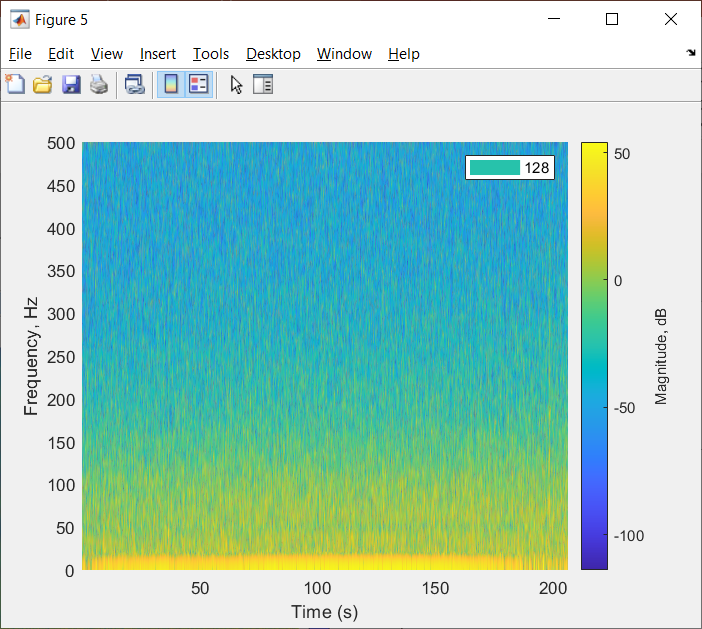 Figure 5
File Edit View Insert Tools Desktop Window Help
128
500
450
400
350
300
250
200
150
100
50
0
Frequency, Hz
50 100 150 200
Time (s)
50
0
-50
-100
Magnitude, dB